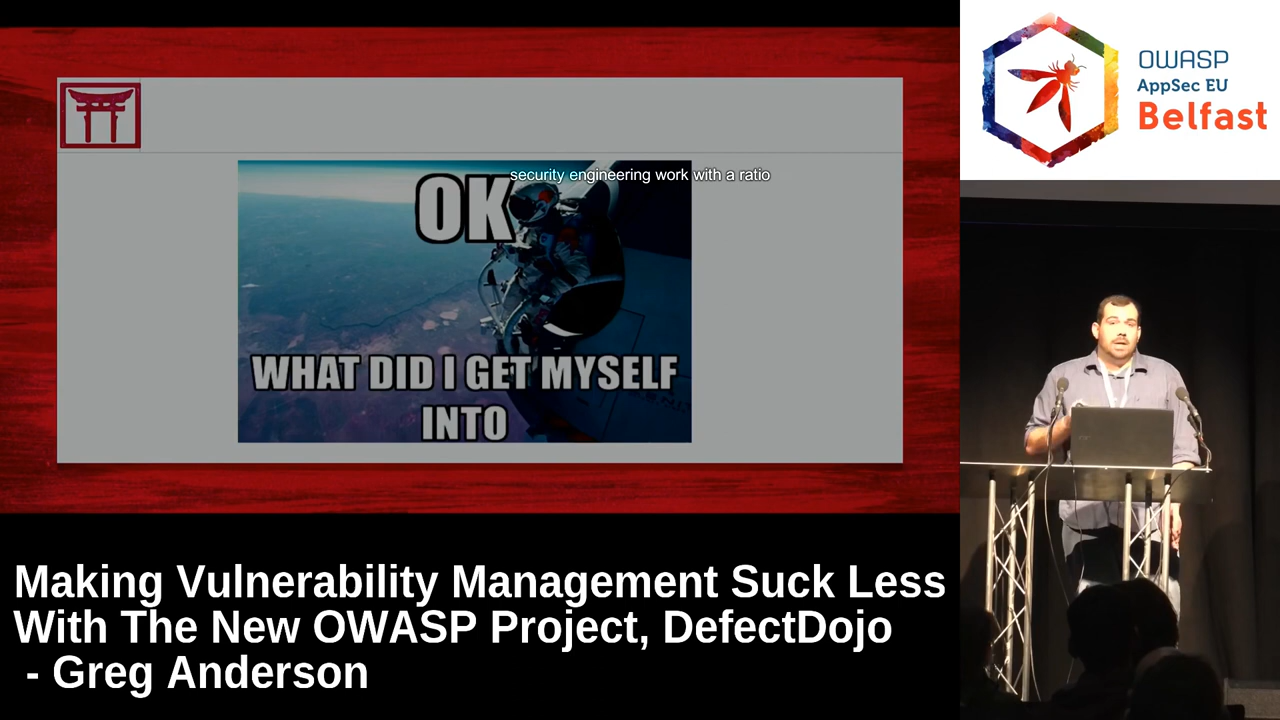 OK
security engineering work with a ratio
WHAT DID I GET MYSELF
INTO
OWASP
AppSec EU
Belfast
Making Vulnerability Management Suck Less
With The New OWASP Project, DefectDojo
- Greg Anderson